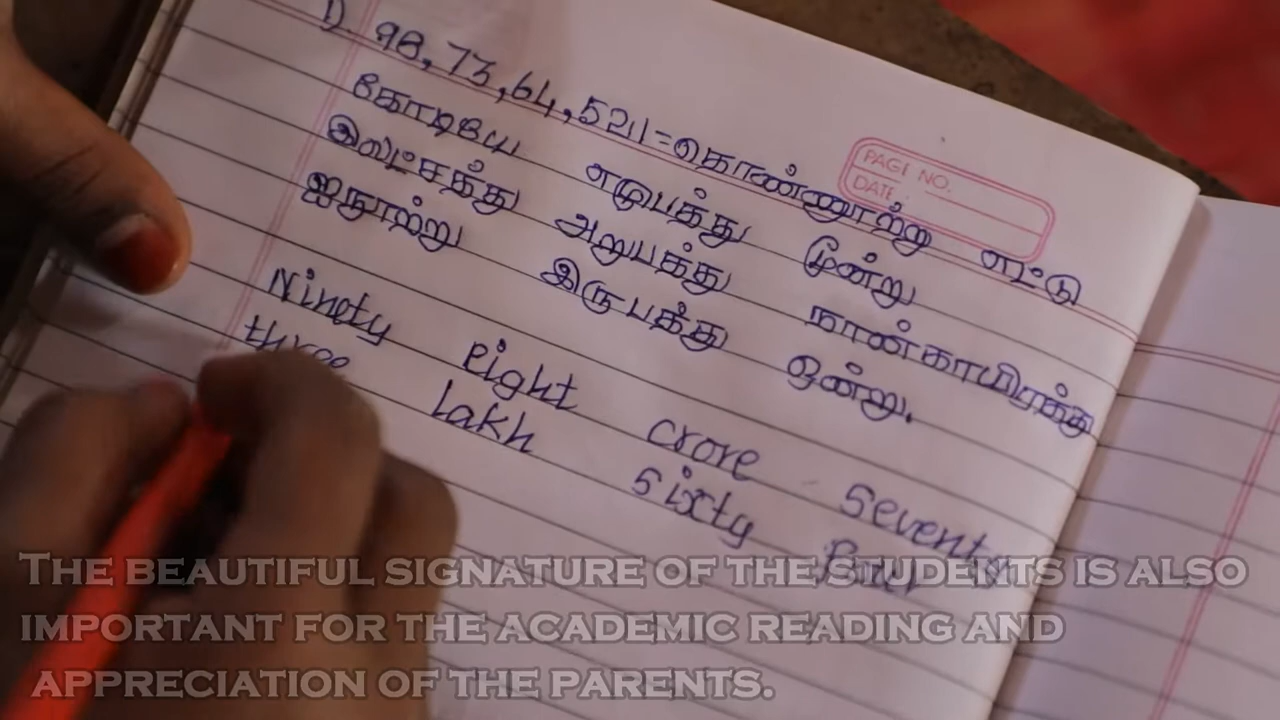 1) 98,73,64,521=தொண்ணூற்று எட்டு
கோடியே எழுபத்து மூன்று
இலட்சத்து அறுபத்து நான்காயிரத்து
ஐநூற்று இருபத்து ஒன்று.
Ninety eight crore seventy
three lakh sixty four
PAGE NO.
DATE:
THE BEAUTIFUL SIGNATURE OF THE STUDENTS IS ALSO
IMPORTANT FOR THE ACADEMIC READING AND
APPRECIATION OF THE PARENTS.